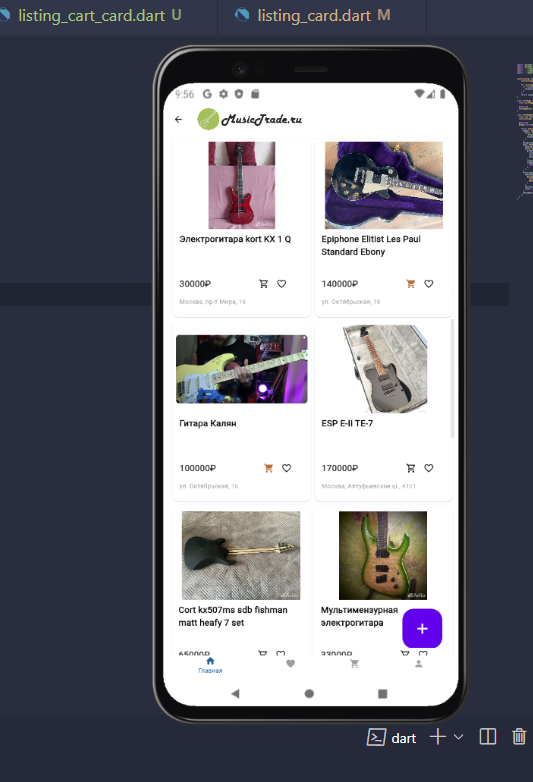 listing_cart_card.dart U
listing_card.dart M
9:56
MusicTrade.ru
Электрогитара kort KX 1 Q
30000₽
Москва, пр-т Мира, 16
Epiphone Elitist Les Paul
Standard Ebony
140000₽
ул. Октябрьская, 16
Гитара Калян
100000₽
ул. Октябрьская, 16
ESP E-II TE-7
170000₽
Москва, Алтуфьевские ш., 41с1
Cort kx507ms sdb fishman
matt heafy 7 set
65000₽
Мультимензурная
электрогитара
33000₽
Главная
dart